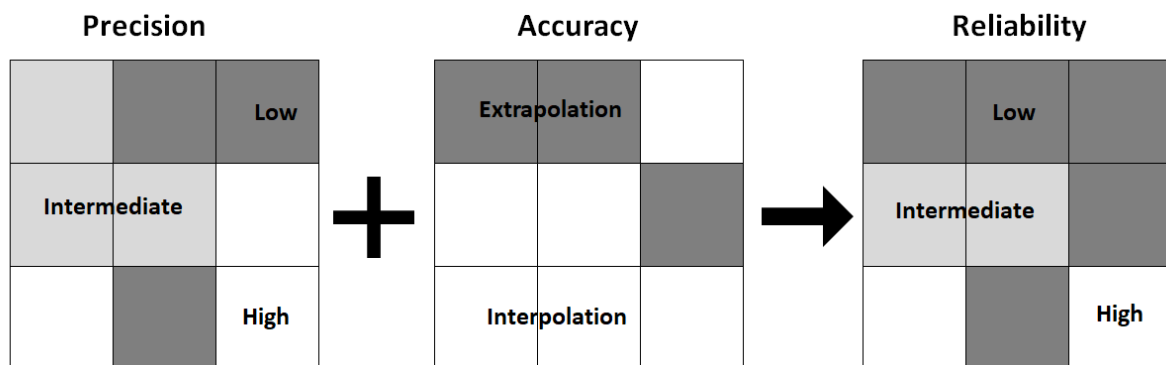 Precision
Accuracy
Reliability
Low
Extrapolation
Low
Intermediate
Intermediate
High
Interpolation
High